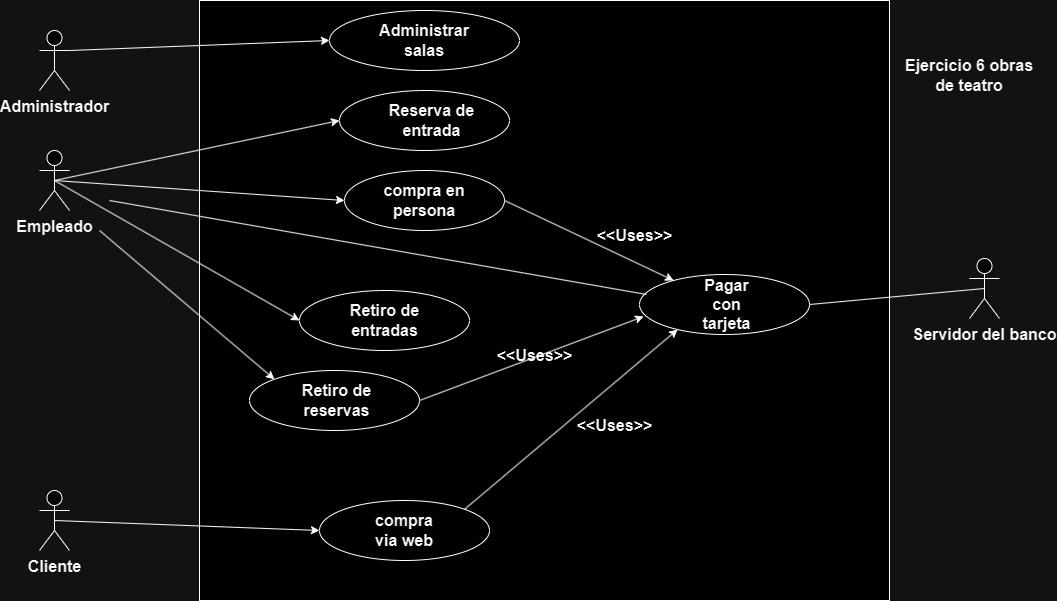 Administrar
salas
Ejercicio 6 obras
de teatro
Administrador
Reserva de
entrada
compra en
persona
Empleado
<<Uses>>
Pagar
con
tarjeta
Retiro de
entradas
Servidor del banco
<<Uses>>
Retiro de
reservas
<<Uses>>
compra
via web
Cliente